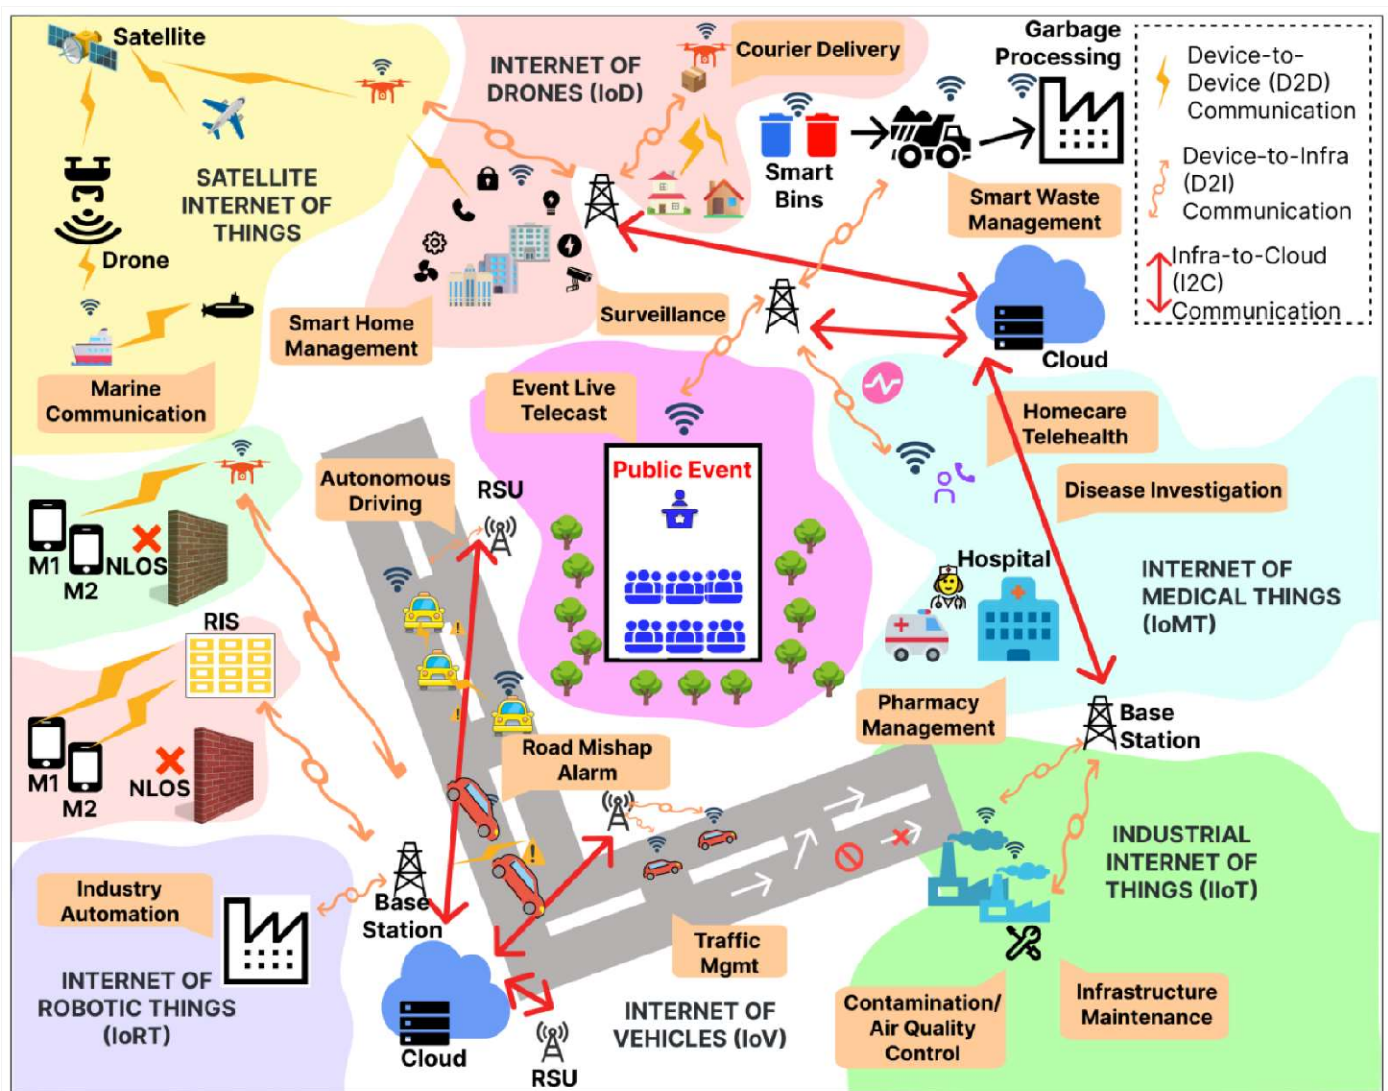 Satellite
SATELLITE
INTERNET OF
THINGS
Drone
Marine
Communication
INTERNET OF
DRONES (IoD)
Courier Delivery
Smart Home
Management
Surveillance
Smart
Bins
Garbage
Processing
Smart Waste
Management
Cloud
Device-to-
Device (D2D)
Communication
Device-to-Infra
(D2I)
Communication
Infra-to-Cloud
(I2C)
Communication
Event Live
Telecast
Public Event
Homecare
Telehealth
Disease Investigation
Hospital
INTERNET OF
MEDICAL THINGS
(IoMT)
Pharmacy
Management
Base
Station
M1
M2
NLOS
RIS
M1
M2
NLOS
Autonomous
Driving
RSU
Road Mishap
Alarm
Traffic
Mgmt
INTERNET OF
VEHICLES (IoV)
RSU
Industry
Automation
INTERNET OF
ROBOTIC THINGS
(IoRT)
Base
Station
Cloud
INDUSTRIAL
INTERNET OF
THINGS (IIoT)
Contamination/
Air Quality
Control
Infrastructure
Maintenance